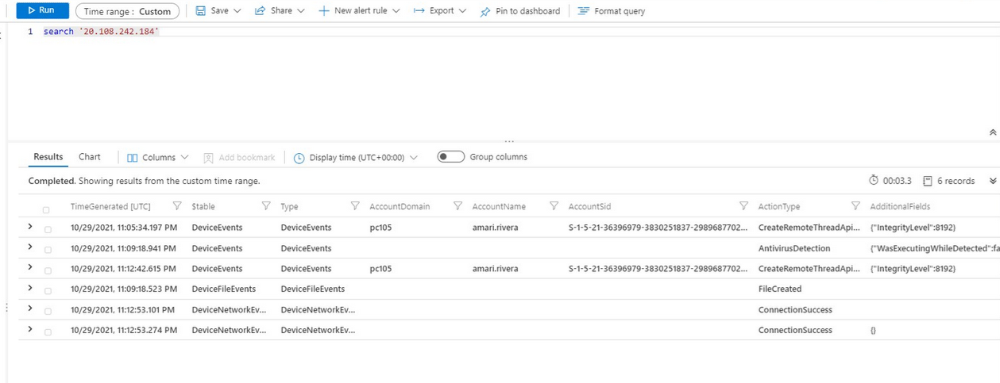 Run Time range : Custom Save Share New alert rule Export Pin to dashboard Format query
1 search '20.108.242.184'
...
Results Chart Columns Add bookmark Display time (UTC+00:00) Group columns
Completed. Showing results from the custom time range. 00:03.3 6 records
TimeGenerated [UTC] $table Type AccountDomain AccountName AccountSid ActionType AdditionalFields
10/29/2021, 11:05:34.197 PM DeviceEvents DeviceEvents pc105 amari.rivera S-1-5-21-36396979-3830251837-2989687702... CreateRemoteThreadApi... {"IntegrityLevel":8192}
10/29/2021, 11:09:18.941 PM DeviceEvents DeviceEvents AntivirusDetection {"WasExecutingWhileDetected":fa
10/29/2021, 11:12:42.615 PM DeviceEvents DeviceEvents pc105 amari.rivera S-1-5-21-36396979-3830251837-2989687702... CreateRemoteThreadApi... {"IntegrityLevel":8192}
10/29/2021, 11:09:18.523 PM DeviceFileEvents DeviceFileEvents FileCreated
10/29/2021, 11:12:53.101 PM DeviceNetworkEv... DeviceNetworkEv... ConnectionSuccess
10/29/2021, 11:12:53.274 PM DeviceNetworkEv... DeviceNetworkEv... ConnectionSuccess {}